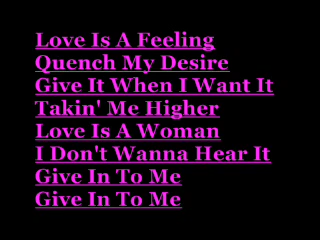 Love Is A Feeling
Quench My Desire
Give It When I Want It
Takin' Me Higher
Love Is A Woman
I Don't Wanna Hear It
Give In To Me
Give In To Me